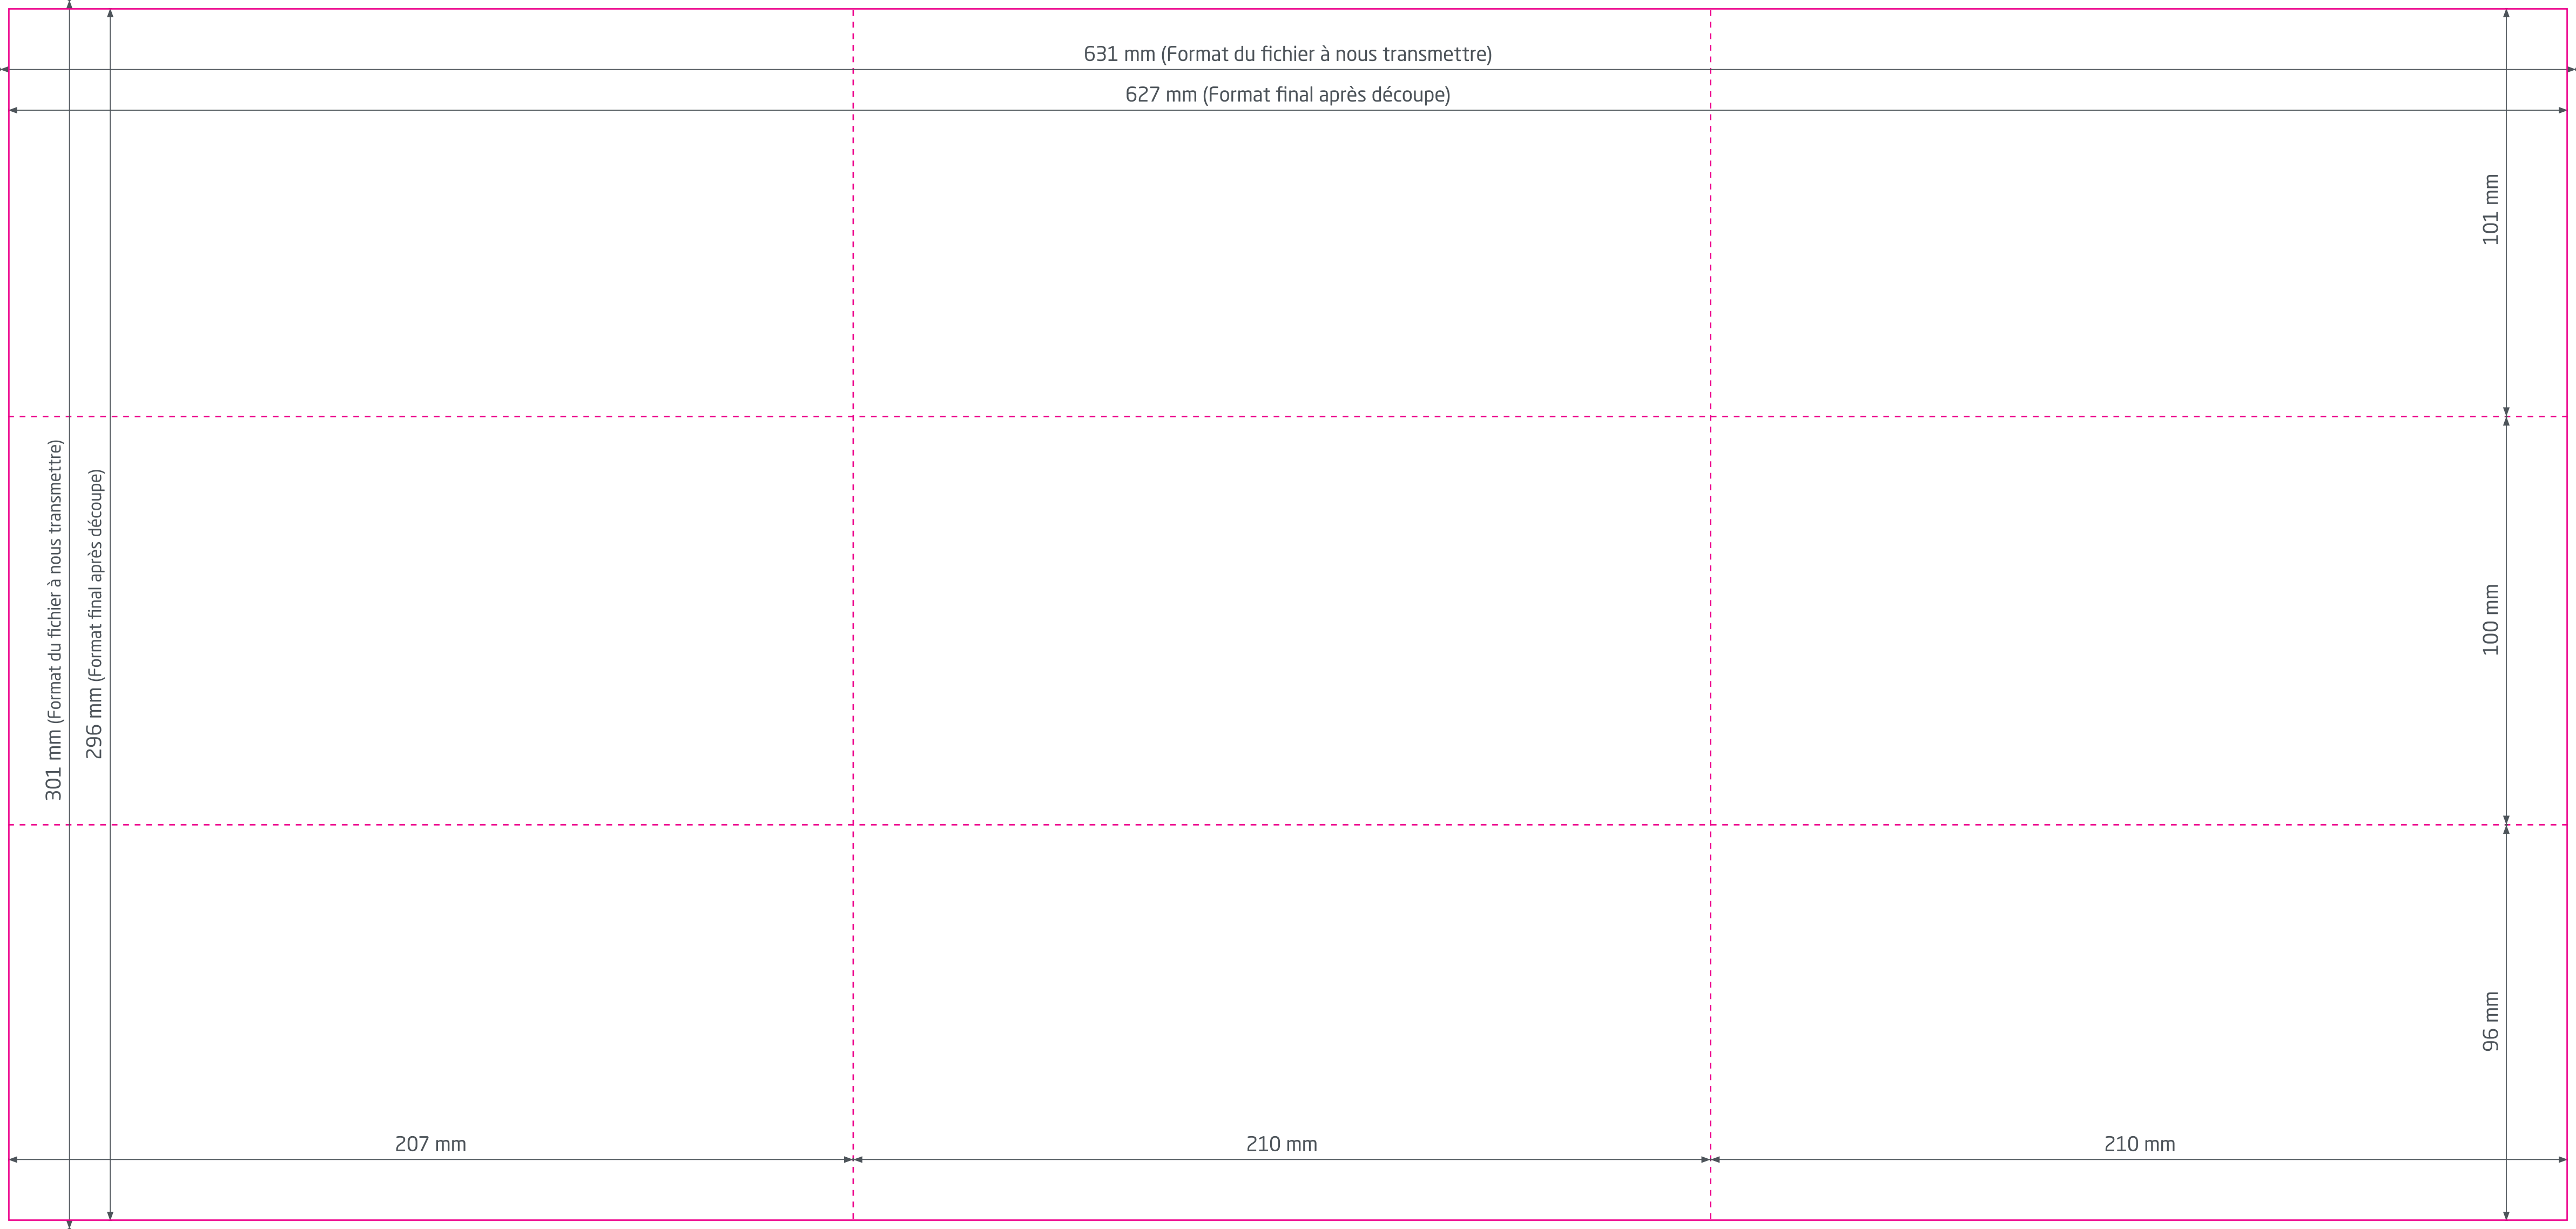 631 mm (Format du fichier à nous transmettre)
627 mm (Format final après découpe)
101 mm
301 mm (Format du fichier à nous transmettre)
296 mm (Format final après découpe)
100 mm
96 mm
207 mm
210 mm
210 mm